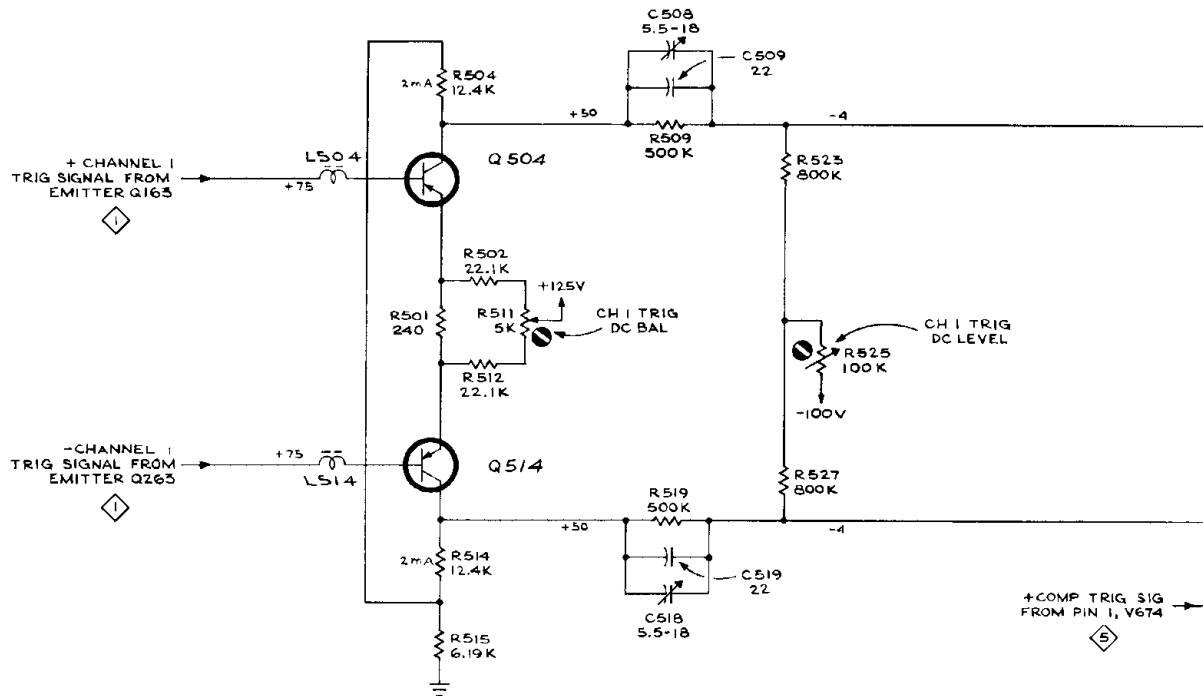 C508
5.5-18
C509
22
R504
12.4K
2mA
+50
-4
R509
500K
Q504
+ CHANNEL 1
TRIG SIGNAL FROM
EMITTER Q163
1
L504
+75
R523
800K
R502
22.1K
+125V
R501
240
R511
5K
CH 1 TRIG
DC BAL
R512
22.1K
CH 1 TRIG
DC LEVEL
R525
100K
-100V
-CHANNEL 1
TRIG SIGNAL FROM
EMITTER Q263
1
+75
L514
Q514
R527
800K
R519
500K
+50
-4
2mA
R514
12.4K
C519
22
C518
5.5-18
R515
6.19K
+COMP TRIG SIG
FROM PIN 1, V674
5